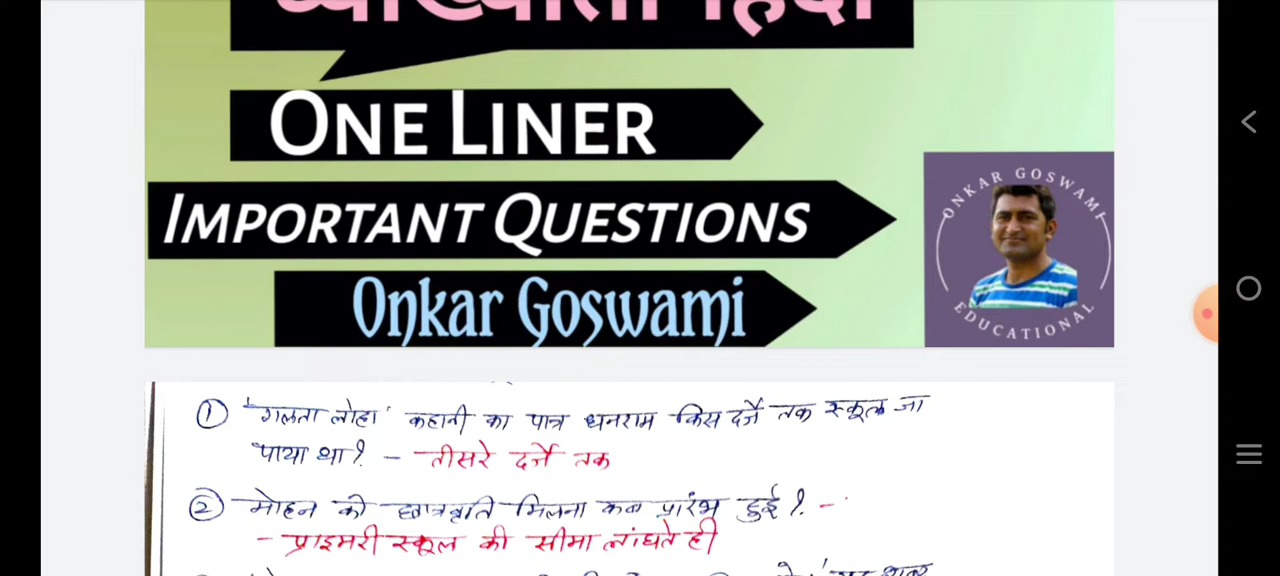 व्याख्याता हिंदी
ONE LINER
IMPORTANT QUESTIONS
Onkar Goswami
ONKAR GOSWAMI
EDUCATIONAL
① 'गलता लोहा' कहानी का पात्र धनराम किस दर्जे तक स्कूल जा
पाया था? - तीसरे दर्जे तक
② मोहन को छात्रवृति मिलना कब प्रारंभ हुई? -
- प्राइमरी स्कूल की सीमा लांघते ही